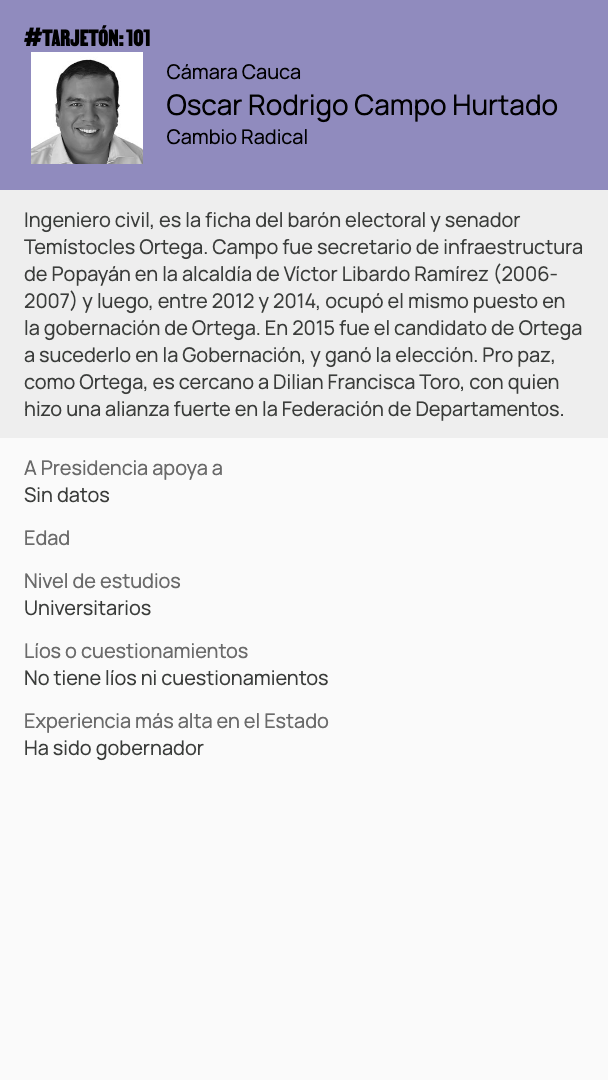 #TARJETÓN: 101
Cámara Cauca
Oscar Rodrigo Campo Hurtado
Cambio Radical
Ingeniero civil, es la ficha del barón electoral y senador
Temístocles Ortega. Campo fue secretario de infraestructura
de Popayán en la alcaldía de Víctor Libardo Ramírez (2006-
2007) y luego, entre 2012 y 2014, ocupó el mismo puesto en
la gobernación de Ortega. En 2015 fue el candidato de Ortega
a sucederlo en la Gobernación, y ganó la elección. Pro paz,
como Ortega, es cercano a Dilian Francisca Toro, con quien
hizo una alianza fuerte en la Federación de Departamentos.
A Presidencia apoya a
Sin datos
Edad
Nivel de estudios
Universitarios
Líos o cuestionamientos
No tiene líos ni cuestionamientos
Experiencia más alta en el Estado
Ha sido gobernador